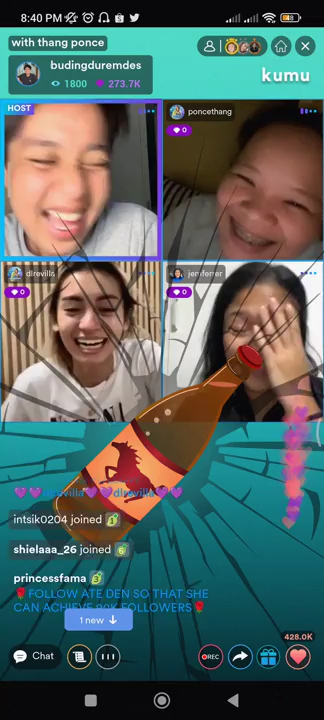 8:40 PM
with thang ponce
budingduremdes
1800 273.7K
kumu
HOST
poncethang
0
dlrevilla
0
jeniferrer
0
💜💜dlrevilla💜💜dlrevilla💜
intsik0204 joined
shielaaa_26 joined
princessfama
🌹FOLLOW ATE DEN SO THAT SHE
CAN ACHIEVE 90K FOLLOWERS🌹
1 new ↓
428.0K
Chat
REC